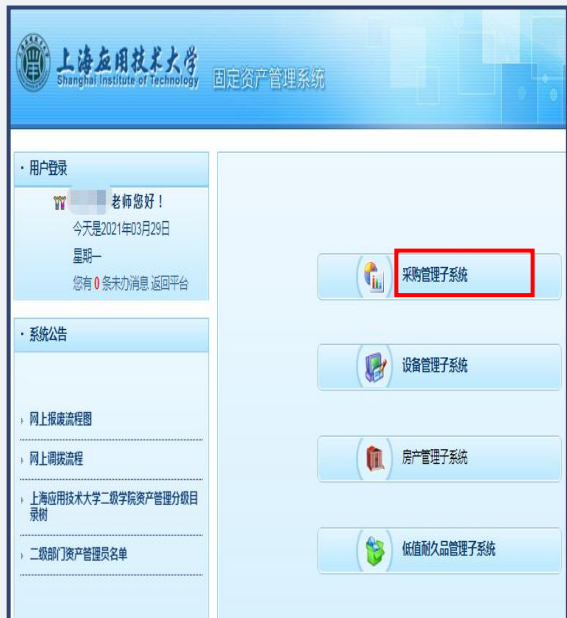 上海应用技术大学
Shanghai Institute of Technology
固定资产管理系统
· 用户登录
老师您好！
今天是2021年03月29日
星期一
您有 0 条未办消息 返回平台
· 系统公告
网上报废流程图
网上调拨流程
上海应用技术大学二级学院资产管理分级目
录树
二级部门资产管理员名单
采购管理子系统
设备管理子系统
房产管理子系统
低值耐久品管理子系统